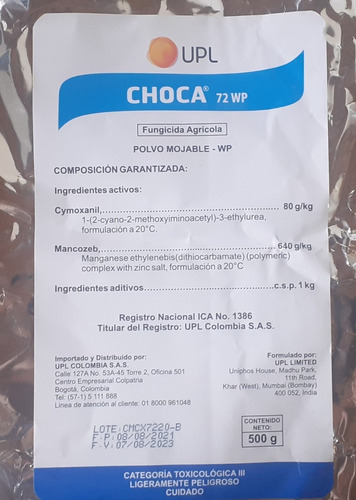 UPL
CHOCA® 72 WP
Fungicida Agrícola
POLVO MOJABLE - WP
COMPOSICIÓN GARANTIZADA:
Ingredientes activos:
Cymoxanil,..................................................80 g/kg
1-(2-cyano-2-methoxyiminoacetyl)-3-ethylurea,
formulación a 20°C.
Mancozeb,..................................................640 g/kg
Manganese ethylenebis(dithiocarbamate) (polymeric)
complex with zinc salt, formulación a 20°C
Ingredientes aditivos........................................c.s.p. 1 kg
Registro Nacional ICA No. 1386
Titular del Registro: UPL Colombia S.A.S.
Importado y Distribuido por:
UPL COLOMBIA S.A.S.
Calle 127A No. 53A-45 Torre 2, Oficina 501
Centro Empresarial Colpatria
Bogotá, Colombia
Tel: (57-1) 5 111 888
Línea de atención al cliente: 01 8000 961048
Formulado por:
UPL LIMITED
Uniphos House, Madhu Park,
11th Road,
Khar (West), Mumbai (Bombay)
400 052, India
LOTE:CMCX7220-B
F.P:08/08/2021
F.V:07/08/2023
CONTENIDO
NETO:
500 g
CATEGORÍA TOXICOLÓGICA III
LIGERAMENTE PELIGROSO
CUIDADO